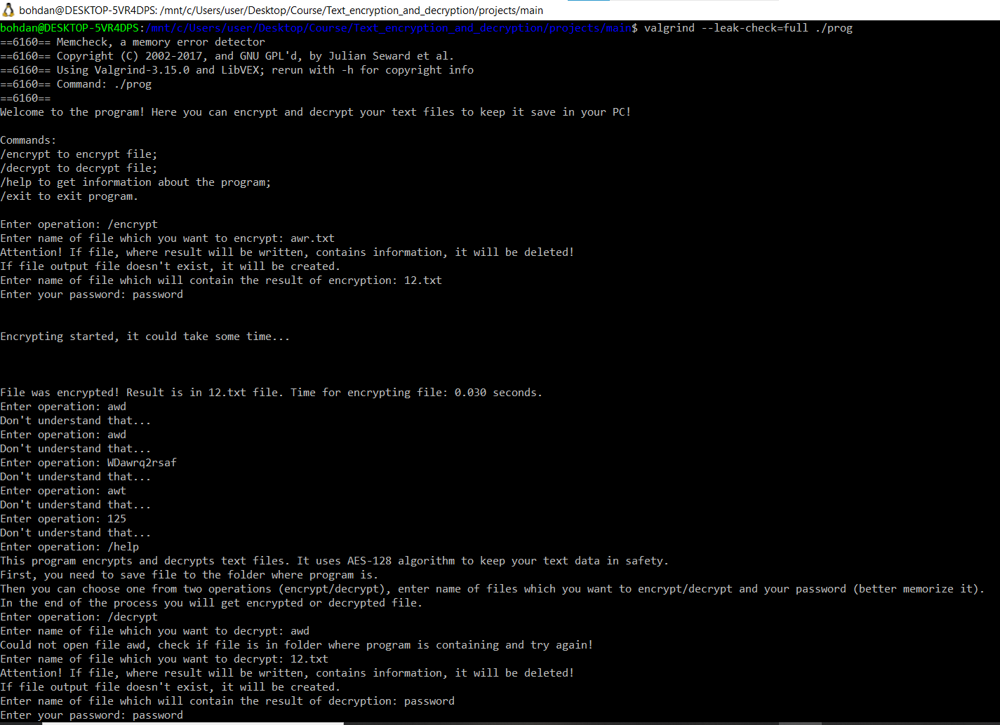 bohdan@DESKTOP-5VR4DPS: /mnt/c/Users/user/Desktop/Course/Text_encryption_and_decryption/projects/main
bohdan@DESKTOP-5VR4DPS:/mnt/c/Users/user/Desktop/Course/Text_encryption_and_decryption/projects/main$ valgrind --leak-check=full ./prog
==6160== Memcheck, a memory error detector
==6160== Copyright (C) 2002-2017, and GNU GPL'd, by Julian Seward et al.
==6160== Using Valgrind-3.15.0 and LibVEX; rerun with -h for copyright info
==6160== Command: ./prog
==6160==
Welcome to the program! Here you can encrypt and decrypt your text files to keep it save in your PC!
Commands:
/encrypt to encrypt file;
/decrypt to decrypt file;
/help to get information about the program;
/exit to exit program.
Enter operation: /encrypt
Enter name of file which you want to encrypt: awr.txt
Attention! If file, where result will be written, contains information, it will be deleted!
If file output file doesn't exist, it will be created.
Enter name of file which will contain the result of encryption: 12.txt
Enter your password: password
Encrypting started, it could take some time...
File was encrypted! Result is in 12.txt file. Time for encrypting file: 0.030 seconds.
Enter operation: awd
Don't understand that...
Enter operation: awd
Don't understand that...
Enter operation: WDawrq2rsaf
Don't understand that...
Enter operation: awt
Don't understand that...
Enter operation: 125
Don't understand that...
Enter operation: /help
This program encrypts and decrypts text files. It uses AES-128 algorithm to keep your text data in safety.
First, you need to save file to the folder where program is.
Then you can choose one from two operations (encrypt/decrypt), enter name of files which you want to encrypt/decrypt and your password (better memorize it).
In the end of the process you will get encrypted or decrypted file.
Enter operation: /decrypt
Enter name of file which you want to decrypt: awd
Could not open file awd, check if file is in folder where program is containing and try again!
Enter name of file which you want to decrypt: 12.txt
Attention! If file, where result will be written, contains information, it will be deleted!
If file output file doesn't exist, it will be created.
Enter name of file which will contain the result of decryption: password
Enter your password: password